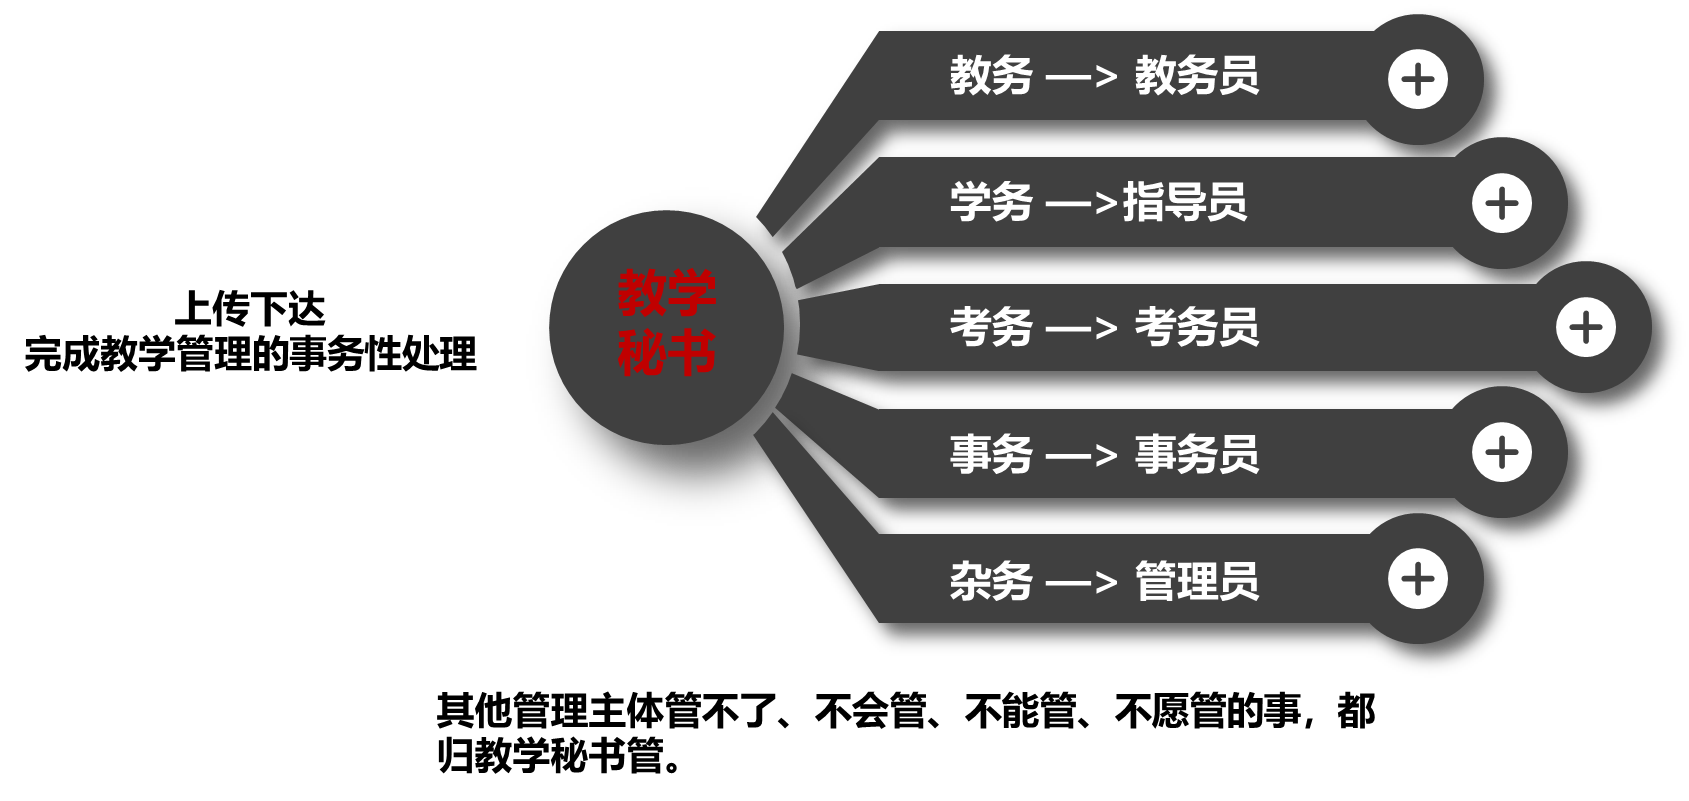 上传下达
完成教学管理的事务性处理
教学
秘书
教务 —> 教务员
学务 —>指导员
考务 —> 考务员
事务 —> 事务员
杂务 —> 管理员
其他管理主体管不了、不会管、不能管、不愿管的事，都
归教学秘书管。